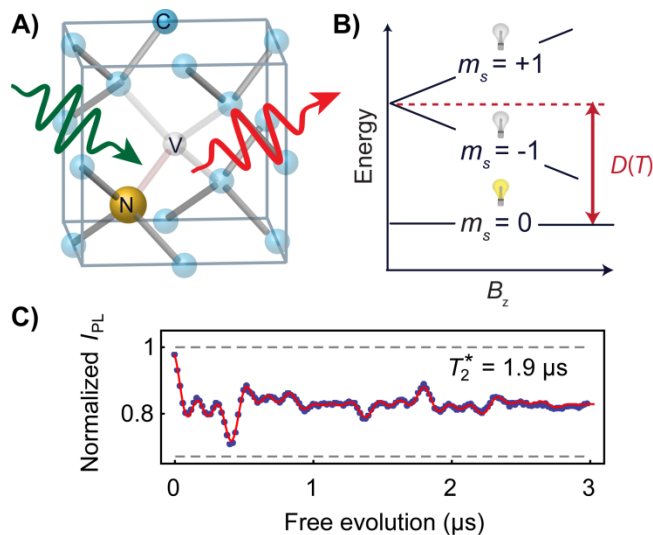 A)
C
V
N
B)
Energy
m_s = +1
m_s = -1
m_s = 0
D(T)
B_z
C)
Normalized I_PL
1
0.8
T_2^* = 1.9 μs
0 1 2 3
Free evolution (μs)